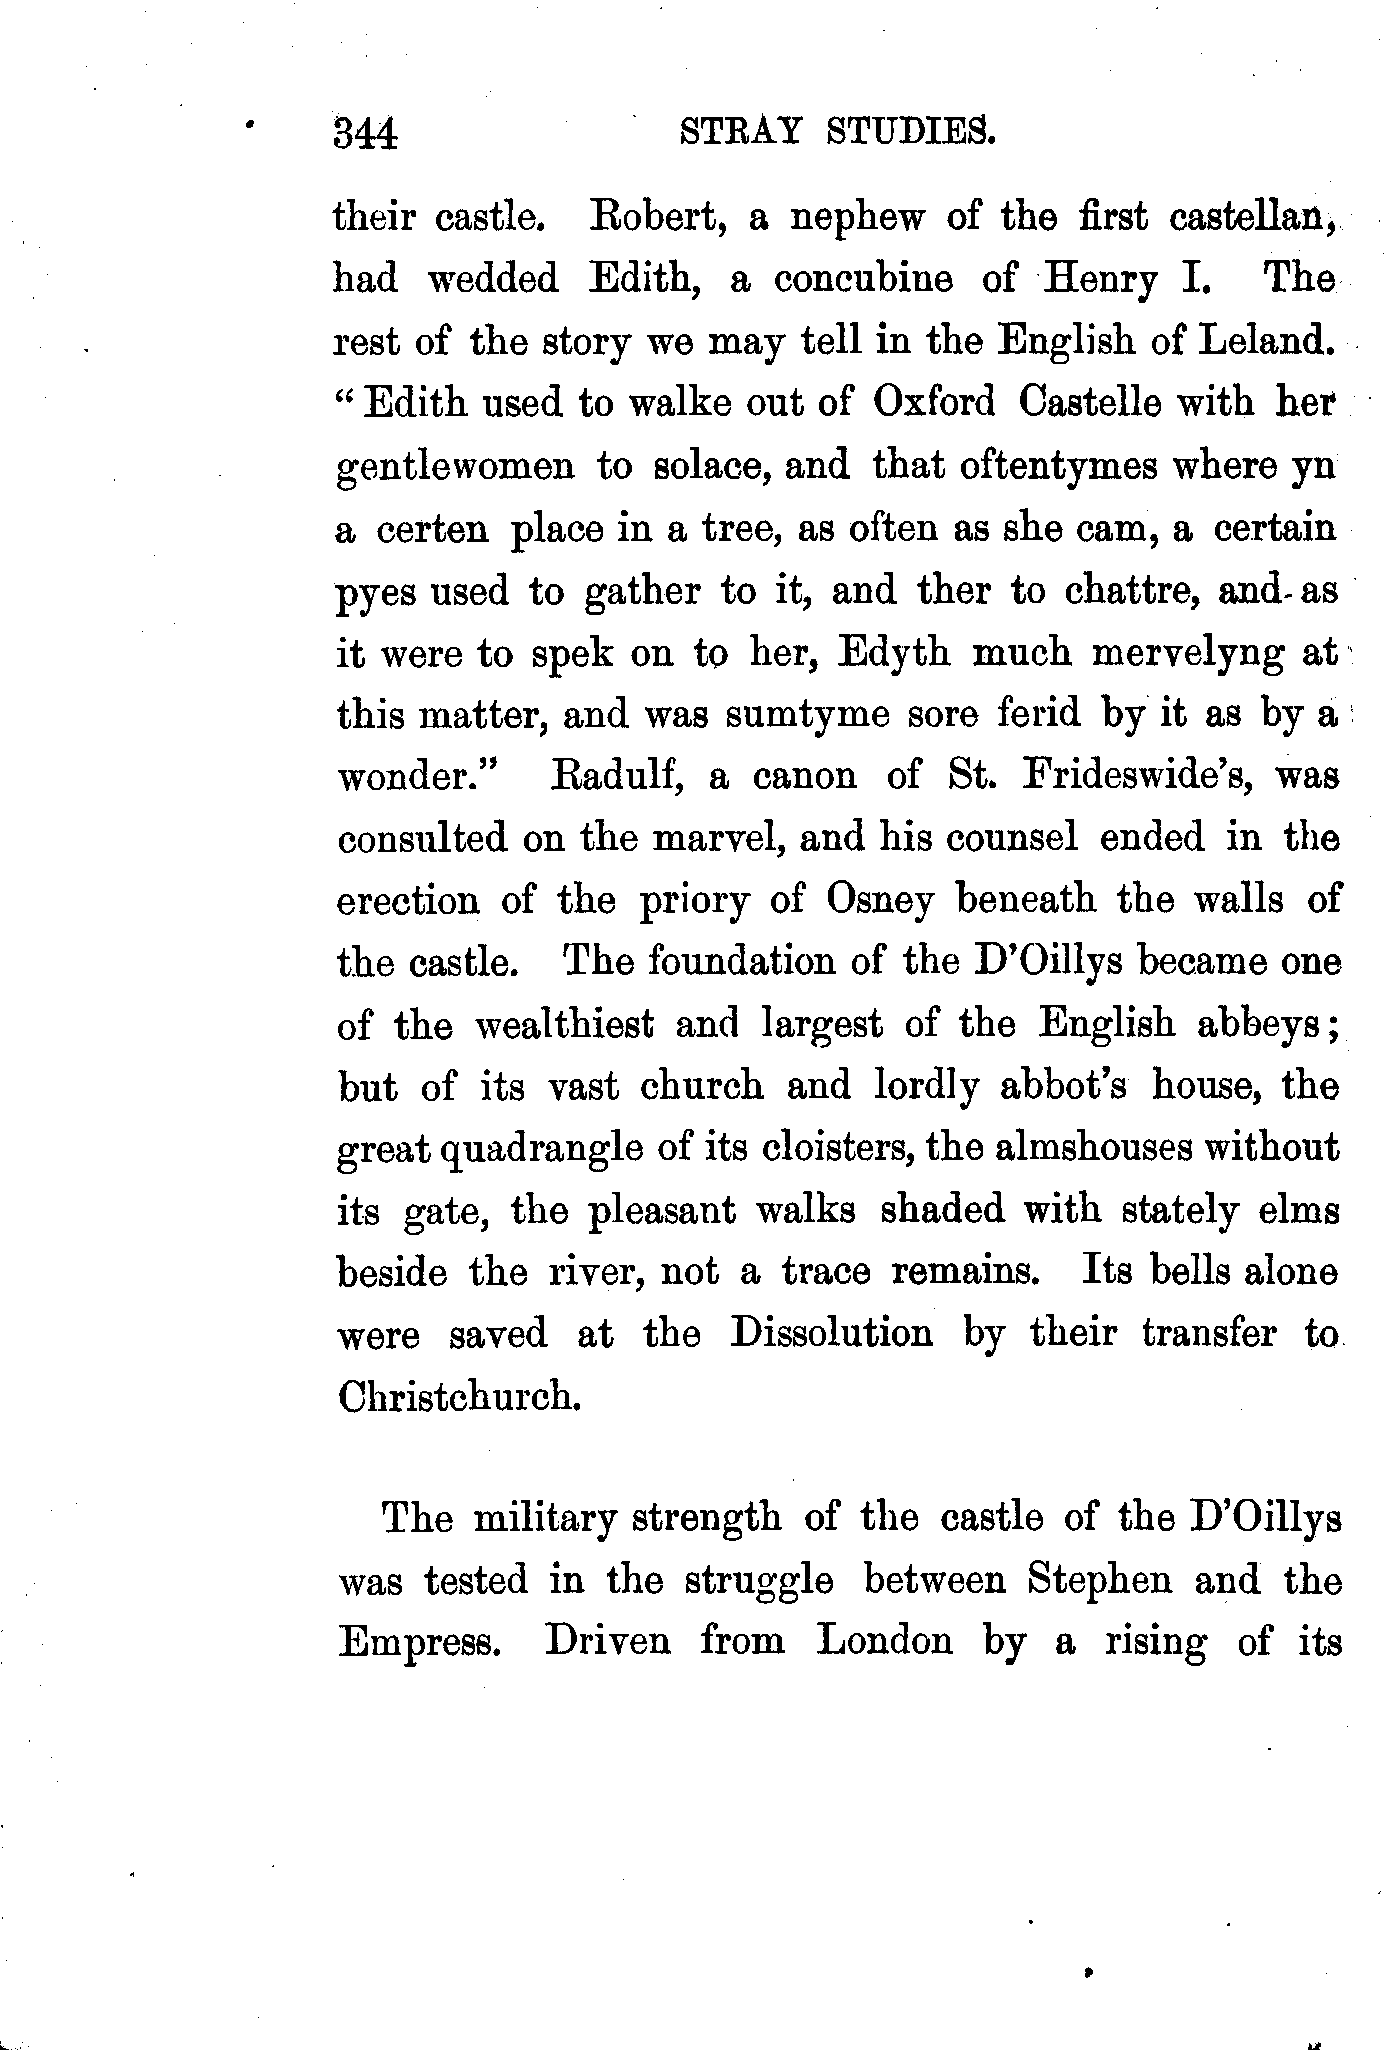 344 STRAY STUDIES.
their castle. Robert, a nephew of the first castellan,
had wedded Edith, a concubine of Henry I. The
rest of the story we may tell in the English of Leland.
“Edith used to walke out of Oxford Castelle with her
gentlewomen to solace, and that oftentymes where yn
a certen place in a tree, as often as she cam, a certain
pyes used to gather to it, and ther to chattre, and as
it were to spek on to her, Edyth much mervelyng at
this matter, and was sumtyme sore ferid by it as by a
wonder.” Radulf, a canon of St. Frideswide’s, was
consulted on the marvel, and his counsel ended in the
erection of the priory of Osney beneath the walls of
the castle. The foundation of the D’Oillys became one
of the wealthiest and largest of the English abbeys;
but of its vast church and lordly abbot’s house, the
great quadrangle of its cloisters, the almshouses without
its gate, the pleasant walks shaded with stately elms
beside the river, not a trace remains. Its bells alone
were saved at the Dissolution by their transfer to
Christchurch.
The military strength of the castle of the D’Oillys
was tested in the struggle between Stephen and the
Empress. Driven from London by a rising of its